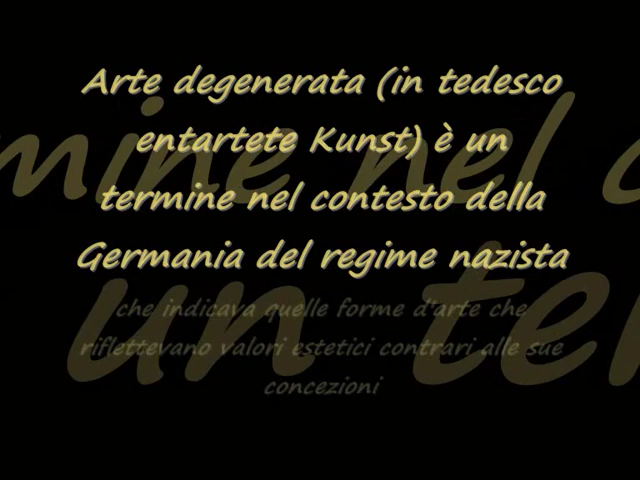 Arte degenerata (in tedesco
entartete Kunst) è un
termine nel contesto della
Germania del regime nazista
che indicava quelle forme d'arte che
riflettevano valori estetici contrari alle sue
concezioni